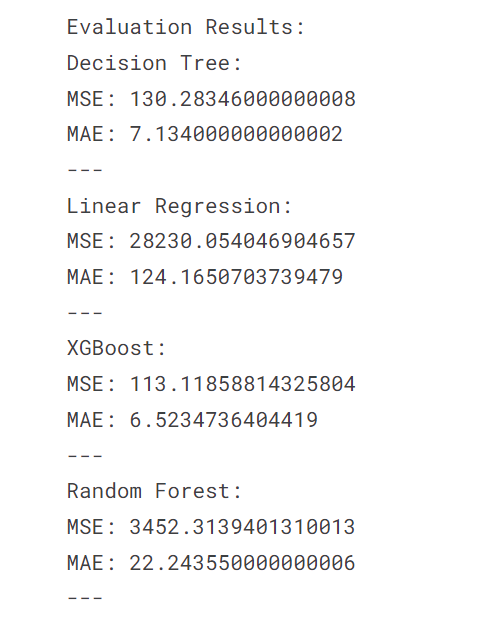 Evaluation Results:
Decision Tree:
MSE: 130.28346000000008
MAE: 7.134000000000002
---
Linear Regression:
MSE: 28230.054046904657
MAE: 124.1650703739479
---
XGBoost:
MSE: 113.11858814325804
MAE: 6.5234736404419
---
Random Forest:
MSE: 3452.3139401310013
MAE: 22.243550000000006
---